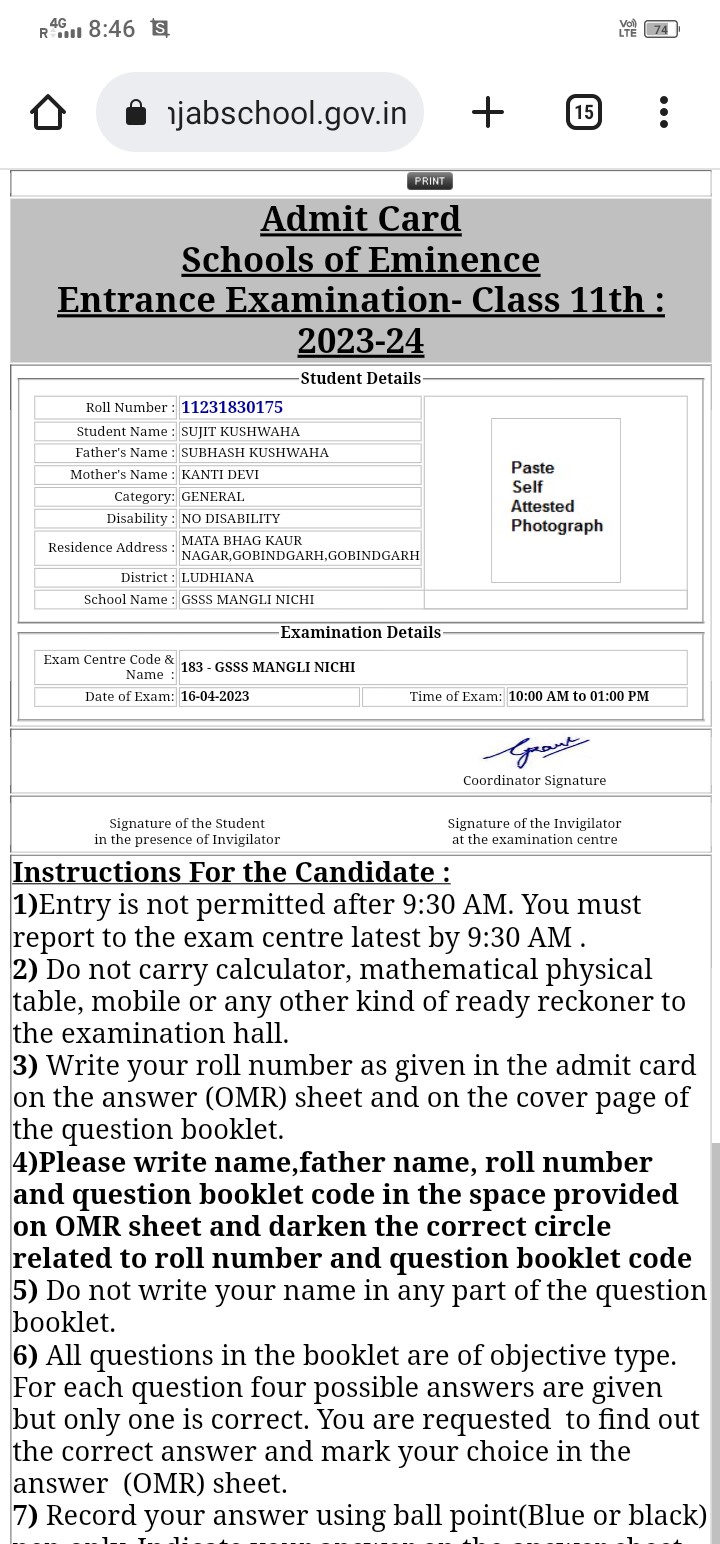 R 4G 8:46 S
Vo)) LTE 74
njabschool.gov.in
15
PRINT
Admit Card
Schools of Eminence
Entrance Examination- Class 11th :
2023-24
Student Details
Roll Number : 11231830175
Student Name : SUJIT KUSHWAHA
Father's Name : SUBHASH KUSHWAHA
Mother's Name : KANTI DEVI
Category: GENERAL
Disability : NO DISABILITY
Residence Address : MATA BHAG KAUR
NAGAR,GOBINDGARH,GOBINDGARH
District : LUDHIANA
School Name : GSSS MANGLI NICHI
Paste
Self
Attested
Photograph
Examination Details
Exam Centre Code &
Name : 183 - GSSS MANGLI NICHI
Date of Exam: 16-04-2023 Time of Exam: 10:00 AM to 01:00 PM
Coordinator Signature
Signature of the Student
in the presence of Invigilator
Signature of the Invigilator
at the examination centre
Instructions For the Candidate :
1)Entry is not permitted after 9:30 AM. You must
report to the exam centre latest by 9:30 AM .
2) Do not carry calculator, mathematical physical
table, mobile or any other kind of ready reckoner to
the examination hall.
3) Write your roll number as given in the admit card
on the answer (OMR) sheet and on the cover page of
the question booklet.
4)Please write name,father name, roll number
and question booklet code in the space provided
on OMR sheet and darken the correct circle
related to roll number and question booklet code
5) Do not write your name in any part of the question
booklet.
6) All questions in the booklet are of objective type.
For each question four possible answers are given
but only one is correct. You are requested to find out
the correct answer and mark your choice in the
answer (OMR) sheet.
7) Record your answer using ball point(Blue or black)